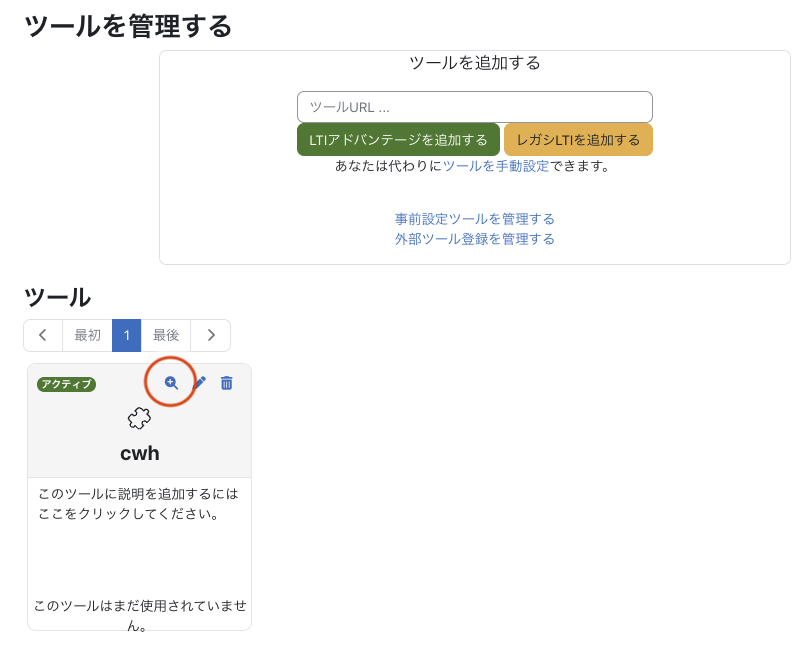 ツールを管理する
ツールを追加する
ツールURL ...
LTIアドバンテージを追加する レガシLTIを追加する
あなたは代わりにツールを手動設定できます。
事前設定ツールを管理する
外部ツール登録を管理する
ツール
最初 1 最後
アクティブ
cwh
このツールに説明を追加するには
ここをクリックしてください。
このツールはまだ使用されていませ
ん。